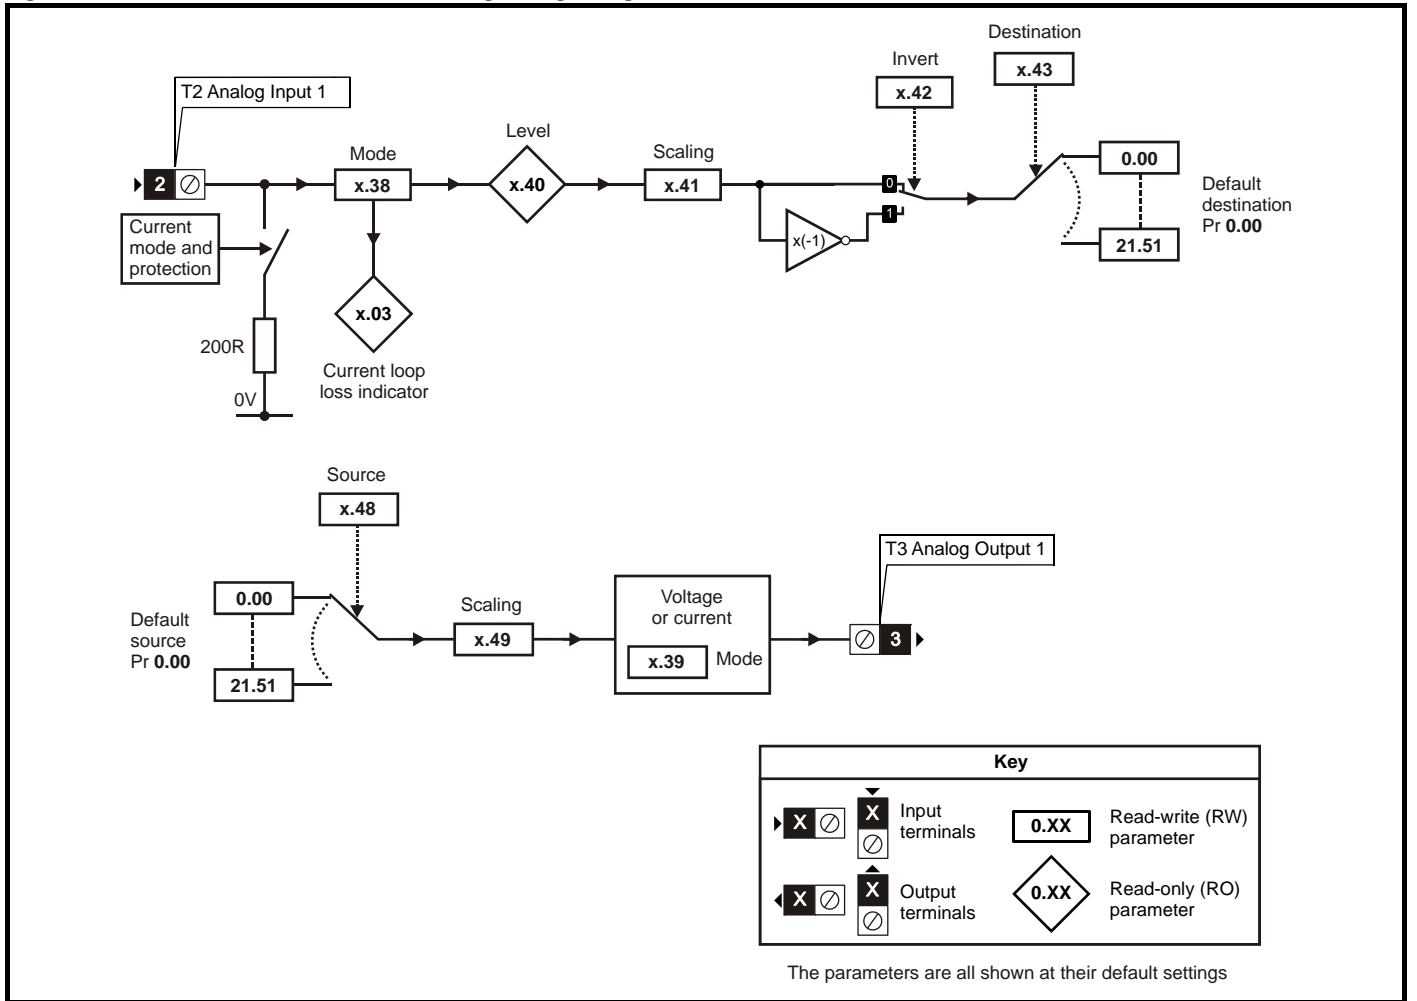 Destination
x.43
Invert
x.42
T2 Analog Input 1
2
Mode
x.38
Level
x.40
Scaling
x.41
0
1
x(-1)
0.00
21.51
Default
destination
Pr 0.00
Current
mode and
protection
x.03
Current loop
loss indicator
200R
0V
Source
x.48
0.00
21.51
Default
source
Pr 0.00
Scaling
x.49
Voltage
or current
x.39
Mode
T3 Analog Output 1
3
Key
X
X
Input
terminals
0.XX
Read-write (RW)
parameter
X
X
Output
terminals
0.XX
Read-only (RO)
parameter
The parameters are all shown at their default settings